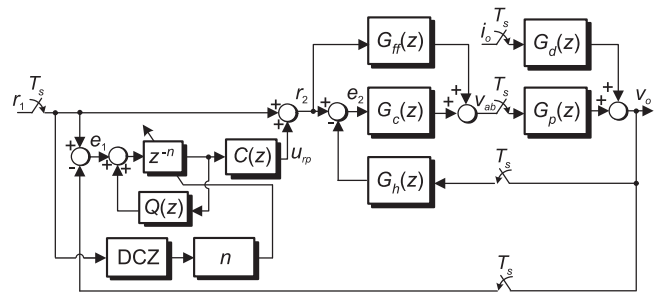 T_s
i_o
G_d(z)
G_ff(z)
T_s
r_1
r_2
e_2
G_c(z)
v_ab
T_s
G_p(z)
v_o
+
+
+
-
+
+
+
+
+
-
e_1
+
+
z^-n
C(z)
u_rp
G_h(z)
T_s
Q(z)
DCZ
n
T_s